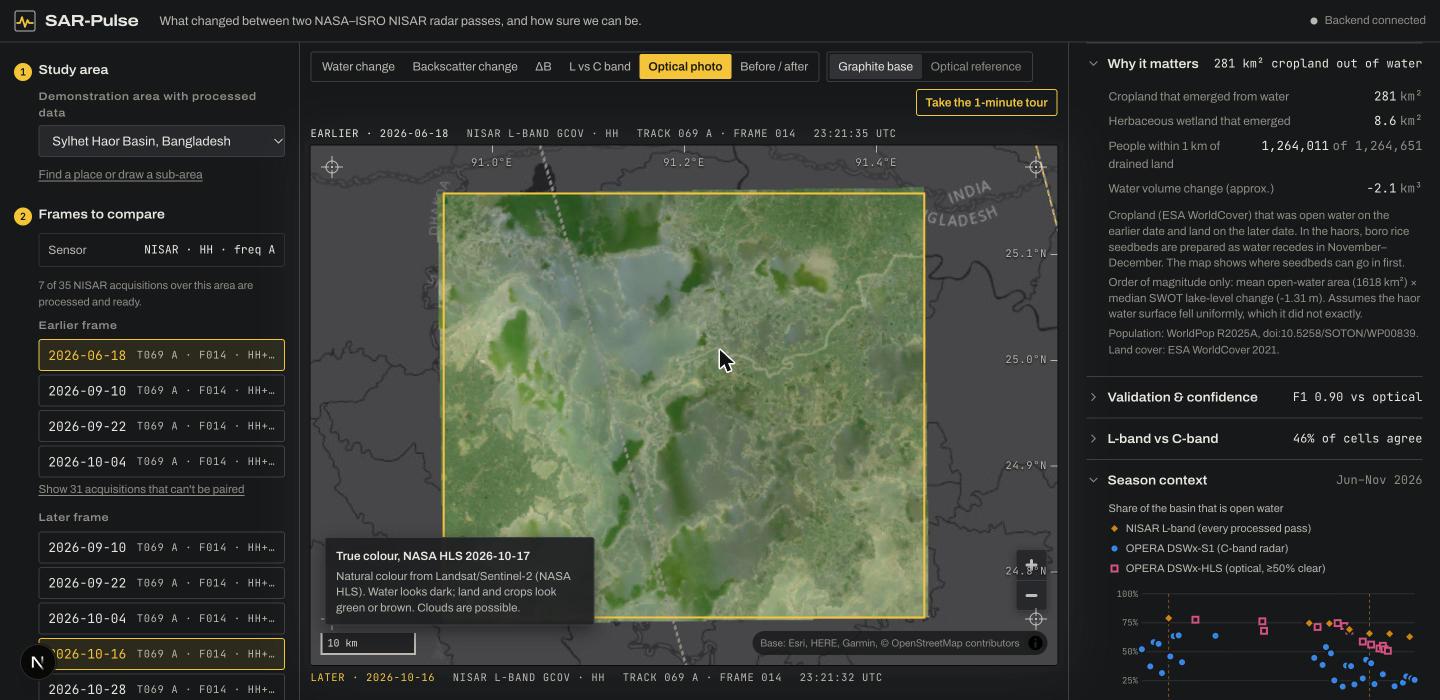 SAR-Pulse
What changed between two NASA–ISRO NISAR radar passes, and how sure we can be.
Backend connected
1 Study area
Demonstration area with processed
data
Sylhet Haor Basin, Bangladesh
Find a place or draw a sub-area
2 Frames to compare
Sensor NISAR · HH · freq A
7 of 35 NISAR acquisitions over this area are
processed and ready.
Earlier frame
2026-06-18 T069 A · F014 · HH+…
2026-09-10 T069 A · F014 · HH+…
2026-09-22 T069 A · F014 · HH+…
2026-10-04 T069 A · F014 · HH+…
Show 31 acquisitions that can't be paired
Later frame
2026-09-10 T069 A · F014 · HH+…
2026-09-22 T069 A · F014 · HH+…
2026-10-04 T069 A · F014 · HH+…
2026-10-16 T069 A · F014 · HH+…
2026-10-28 T069 A · F014 · HH+…
N
Water change Backscatter change ΔB L vs C band Optical photo Before / after Graphite base Optical reference
Take the 1-minute tour
EARLIER · 2026-06-18 NISAR L-BAND GCOV · HH TRACK 069 A · FRAME 014 23:21:35 UTC
91.0°E 91.2°E 91.4°E
INDIA
GLADESH
25.1°N
25.0°N
24.9°N
24.8°N
True colour, NASA HLS 2026-10-17
Natural colour from Landsat/Sentinel-2 (NASA
HLS). Water looks dark; land and crops look
green or brown. Clouds are possible.
10 km
Base: Esri, HERE, Garmin, © OpenStreetMap contributors
LATER · 2026-10-16 NISAR L-BAND GCOV · HH TRACK 069 A · FRAME 014 23:21:32 UTC
Why it matters 281 km² cropland out of water
Cropland that emerged from water 281 km²
Herbaceous wetland that emerged 8.6 km²
People within 1 km of 1,264,011 of 1,264,651
drained land
Water volume change (approx.) -2.1 km³
Cropland (ESA WorldCover) that was open water on the
earlier date and land on the later date. In the haors, boro rice
seedbeds are prepared as water recedes in November–
December. The map shows where seedbeds can go in first.
Order of magnitude only: mean open-water area (1618 km²) ×
median SWOT lake-level change (-1.31 m). Assumes the haor
water surface fell uniformly, which it did not exactly.
Population: WorldPop R2025A, doi:10.5258/SOTON/WP00839.
Land cover: ESA WorldCover 2021.
Validation & confidence F1 0.90 vs optical
L-band vs C-band 46% of cells agree
Season context Jun–Nov 2026
Share of the basin that is open water
NISAR L-band (every processed pass)
OPERA DSWx-S1 (C-band radar)
OPERA DSWx-HLS (optical, ≥50% clear)
100%
75%
50%
25%